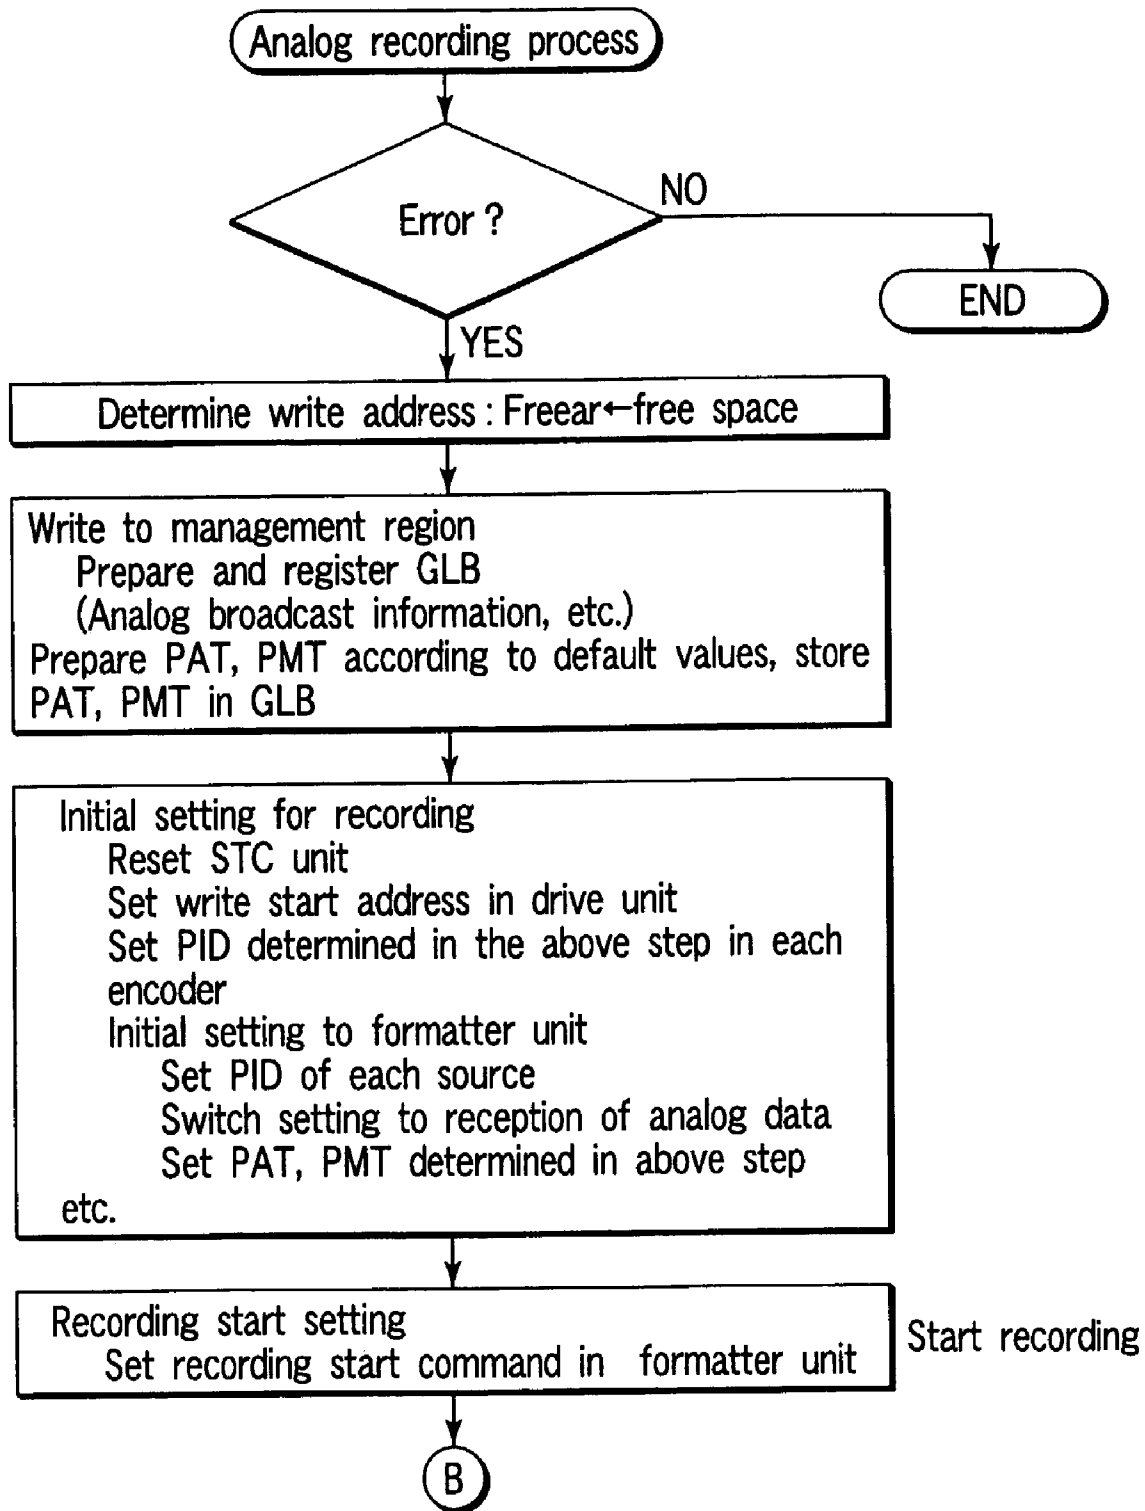 Analog recording process
Error ?
NO
END
YES
Determine write address : Freear←free space
Write to management region
Prepare and register GLB
(Analog broadcast information, etc.)
Prepare PAT, PMT according to default values, store
PAT, PMT in GLB
Initial setting for recording
Reset STC unit
Set write start address in drive unit
Set PID determined in the above step in each
encoder
Initial setting to formatter unit
Set PID of each source
Switch setting to reception of analog data
Set PAT, PMT determined in above step
etc.
Recording start setting
Set recording start command in formatter unit
Start recording
B